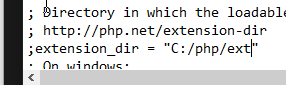 ; Directory in which the loadable
; http://php.net/extension-dir
;extension_dir = "C:/php/ext"
; On windows: